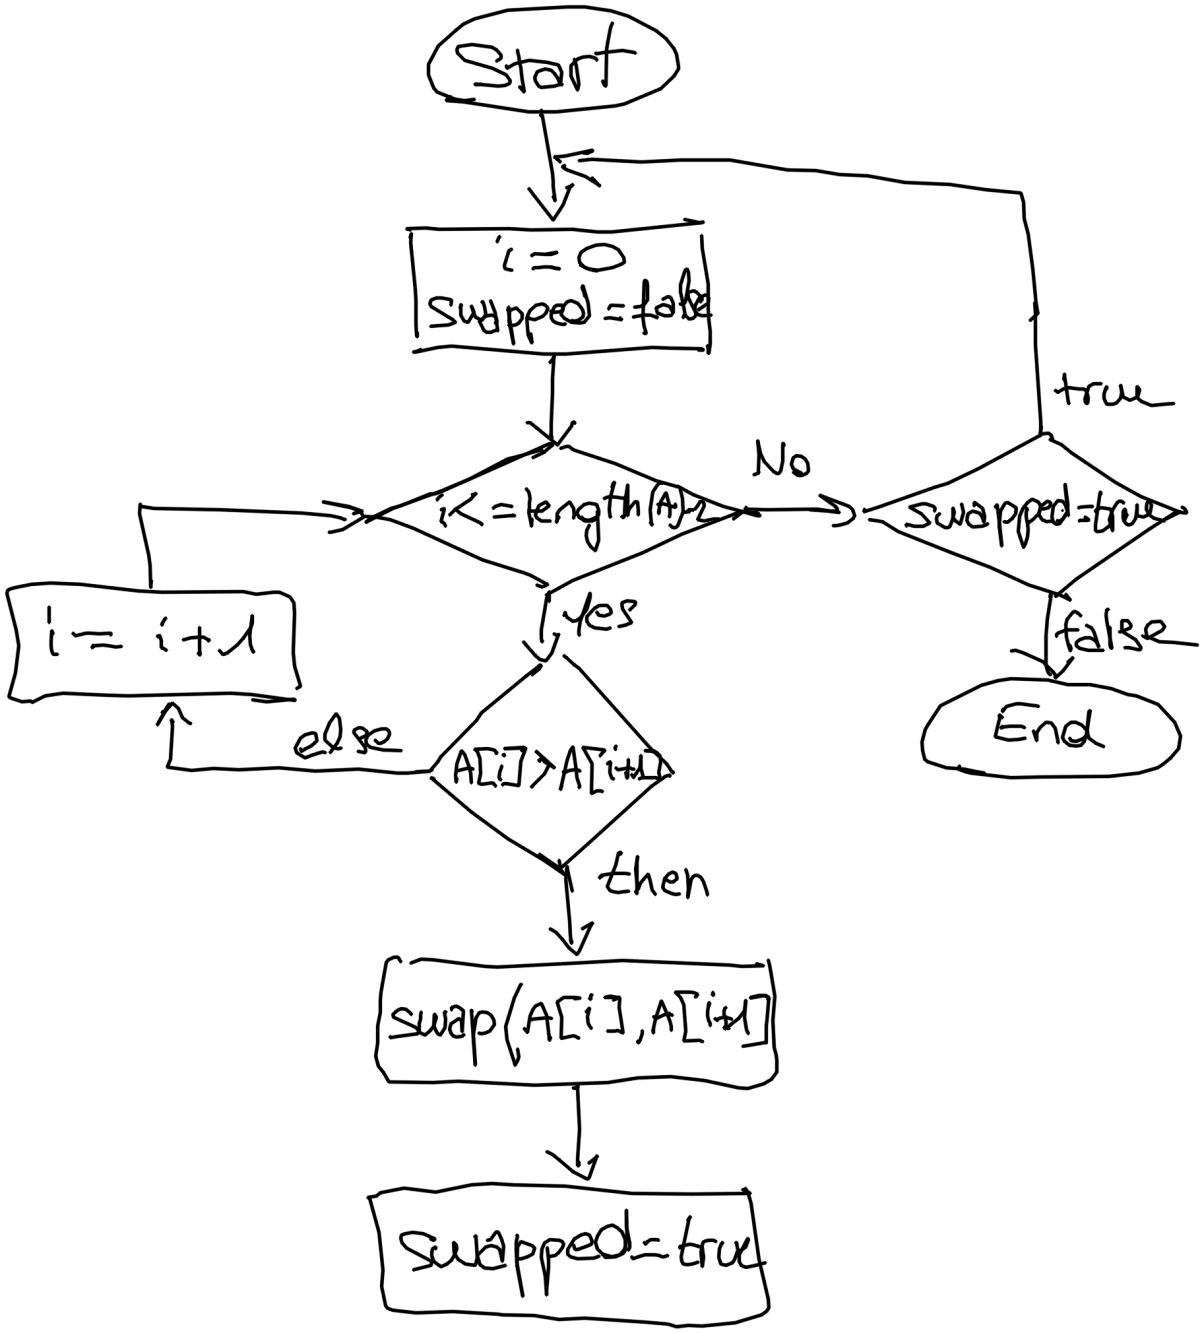 Start
i = 0
swapped = false
true
No
i <= length(A)-2
swapped = true
yes
false
i = i + 1
End
else
A[i] > A[i+1]
then
swap(A[i], A[i+1]
swapped = true